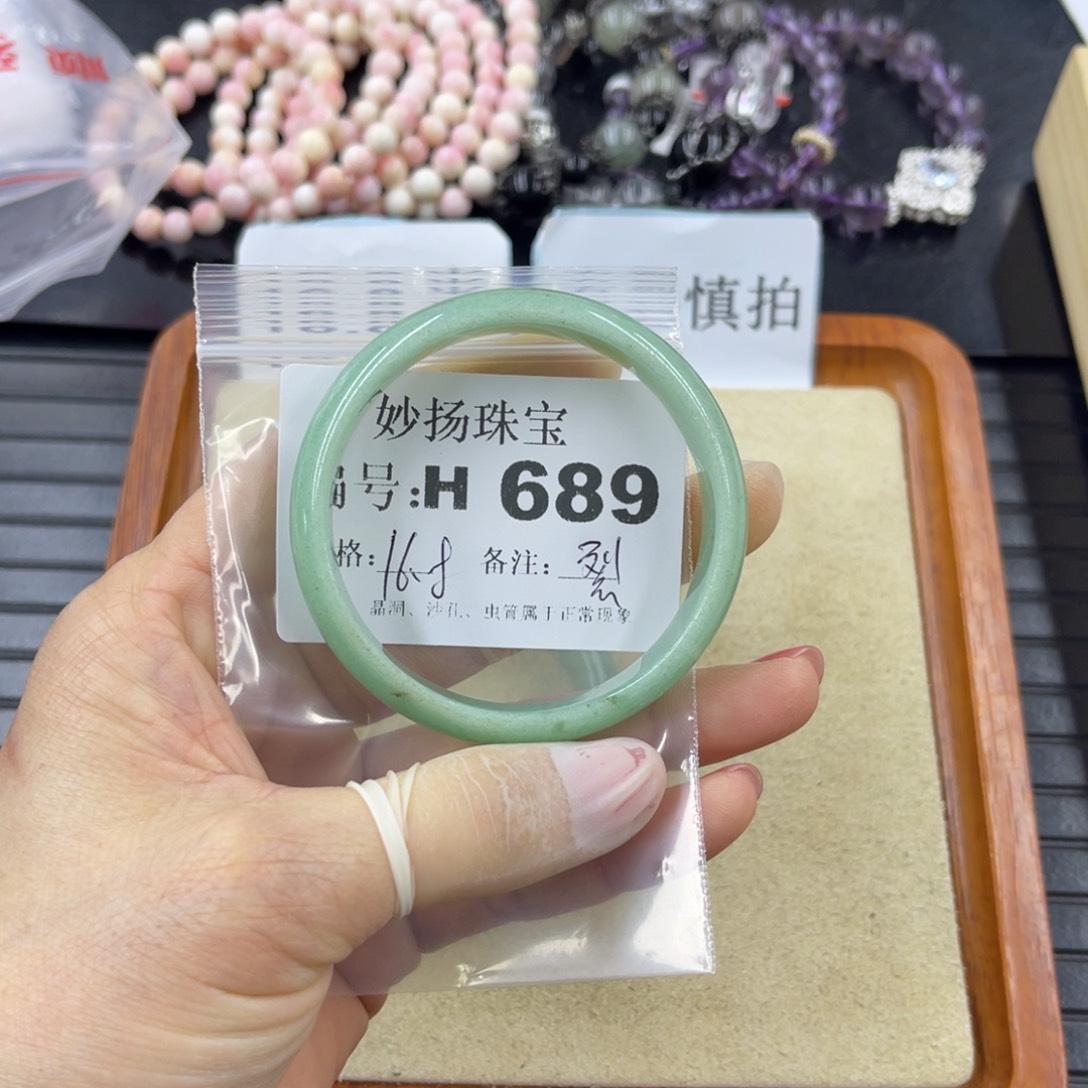 慎拍
妙扬珠宝
编号:H 689
格:16.8 备注:裂
晶洞、沙孔、虫管属于正常现象